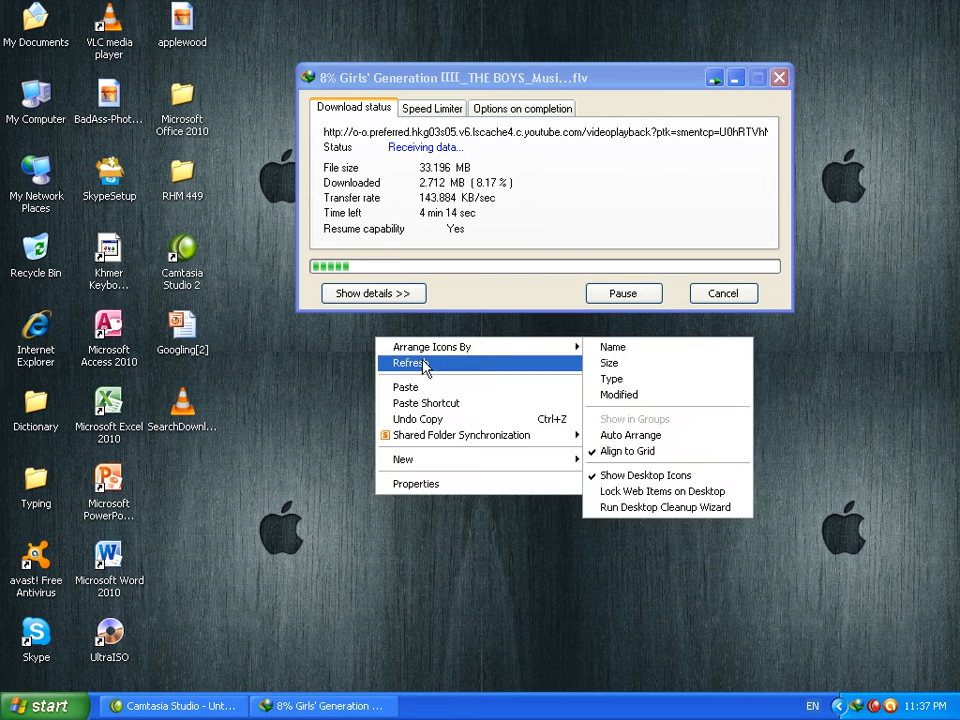 My Documents
VLC media
player
applewood
My Computer
BadAss-Phot...
Microsoft
Office 2010
My Network
Places
SkypeSetup
RHM 449
Recycle Bin
Khmer
Keybo...
Camtasia
Studio 2
Internet
Explorer
Microsoft
Access 2010
Googling[2]
Dictionary
Microsoft Excel
2010
SearchDownl...
Typing
Microsoft
PowerPo...
avast! Free
Antivirus
Microsoft Word
2010
Skype
UltraISO
8% Girls' Generation
_THE BOYS_Musi...flv
Download status
Speed Limiter
Options on completion
Status Receiving data...
File size 33.196 MB
Downloaded 2.712 MB ( 8.17 % )
Transfer rate 143.884 KB/sec
Time left 4 min 14 sec
Resume capability Yes
Show details >>
Pause
Cancel
Arrange Icons By
Refresh
Paste
Paste Shortcut
Undo Copy Ctrl+Z
Shared Folder Synchronization
New
Properties
Name
Size
Type
Modified
Show in Groups
Auto Arrange
Align to Grid
Show Desktop Icons
Lock Web Items on Desktop
Run Desktop Cleanup Wizard
start
Camtasia Studio - Unt...
8% Girls' Generation ...
EN
11:37 PM